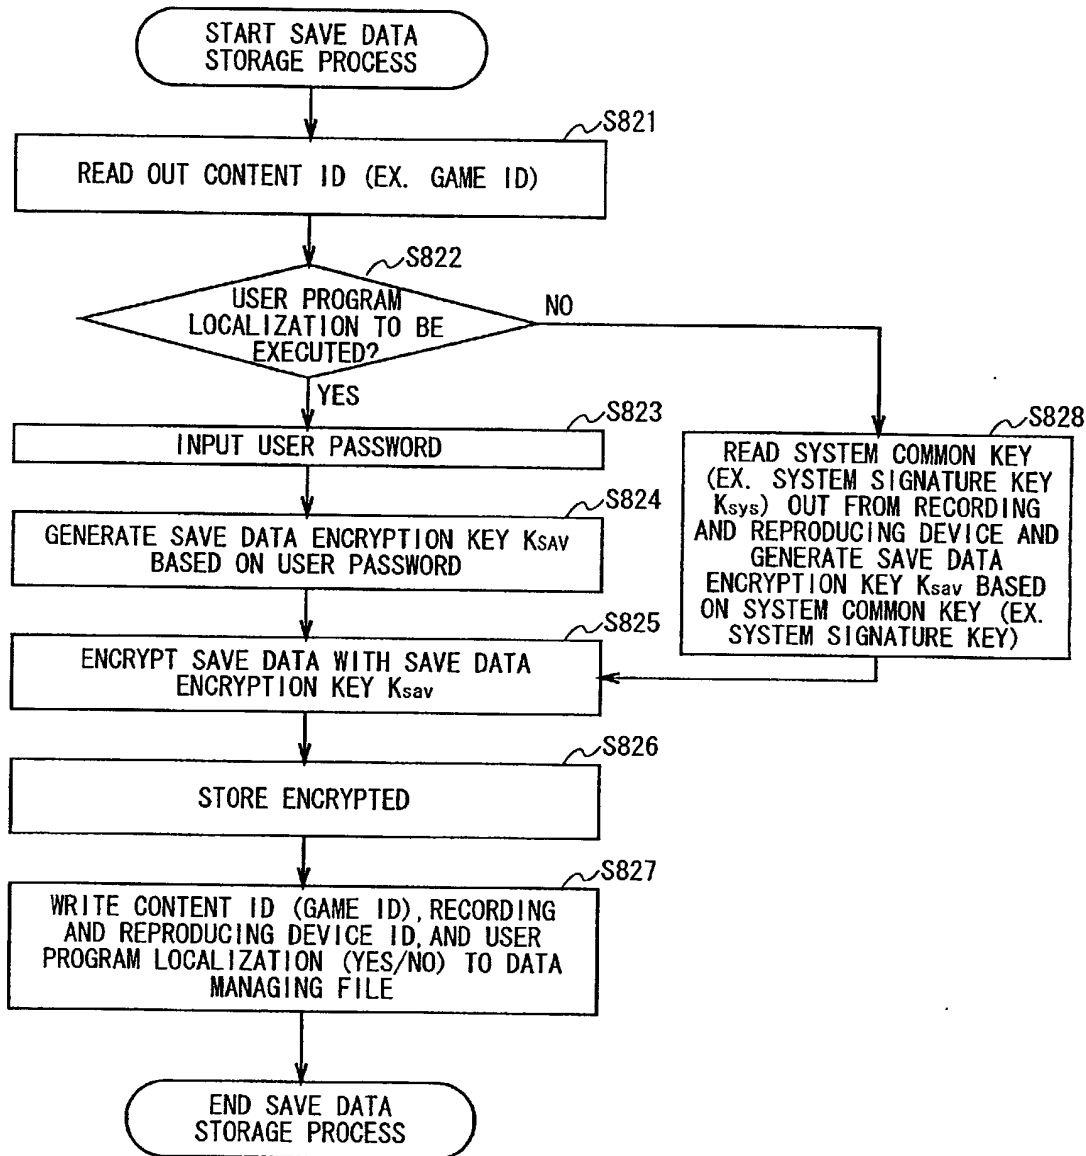 START SAVE DATA
STORAGE PROCESS
S821
READ OUT CONTENT ID (EX. GAME ID)
S822
USER PROGRAM
LOCALIZATION TO BE
EXECUTED?
NO
YES
S823
INPUT USER PASSWORD
S824
GENERATE SAVE DATA ENCRYPTION KEY KSAV
BASED ON USER PASSWORD
S828
READ SYSTEM COMMON KEY
(EX. SYSTEM SIGNATURE KEY
Ksys) OUT FROM RECORDING
AND REPRODUCING DEVICE AND
GENERATE SAVE DATA
ENCRYPTION KEY Ksav BASED
ON SYSTEM COMMON KEY (EX.
SYSTEM SIGNATURE KEY)
S825
ENCRYPT SAVE DATA WITH SAVE DATA
ENCRYPTION KEY Ksav
S826
STORE ENCRYPTED
S827
WRITE CONTENT ID (GAME ID), RECORDING
AND REPRODUCING DEVICE ID, AND USER
PROGRAM LOCALIZATION (YES/NO) TO DATA
MANAGING FILE
END SAVE DATA
STORAGE PROCESS